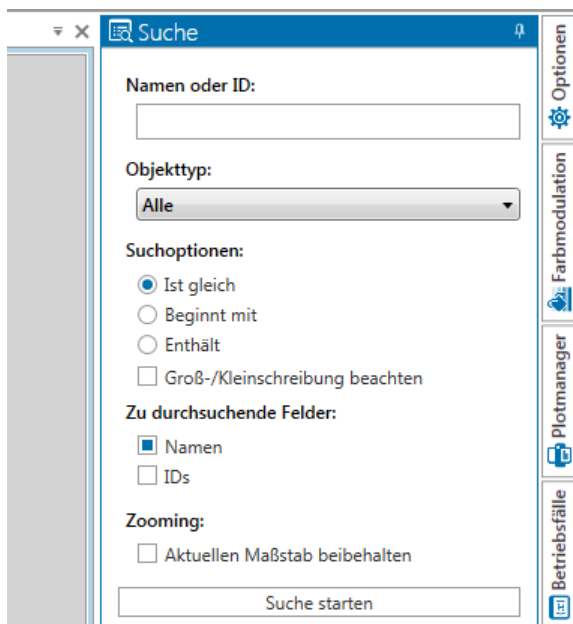 Suche
Namen oder ID:
Objekttyp:
Alle
Suchoptionen:
Ist gleich
Beginnt mit
Enthält
Groß-/Kleinschreibung beachten
Zu durchsuchende Felder:
Namen
IDs
Zooming:
Aktuellen Maßstab beibehalten
Suche starten
Optionen
Farbmodulation
Plotmanager
Betriebsfälle